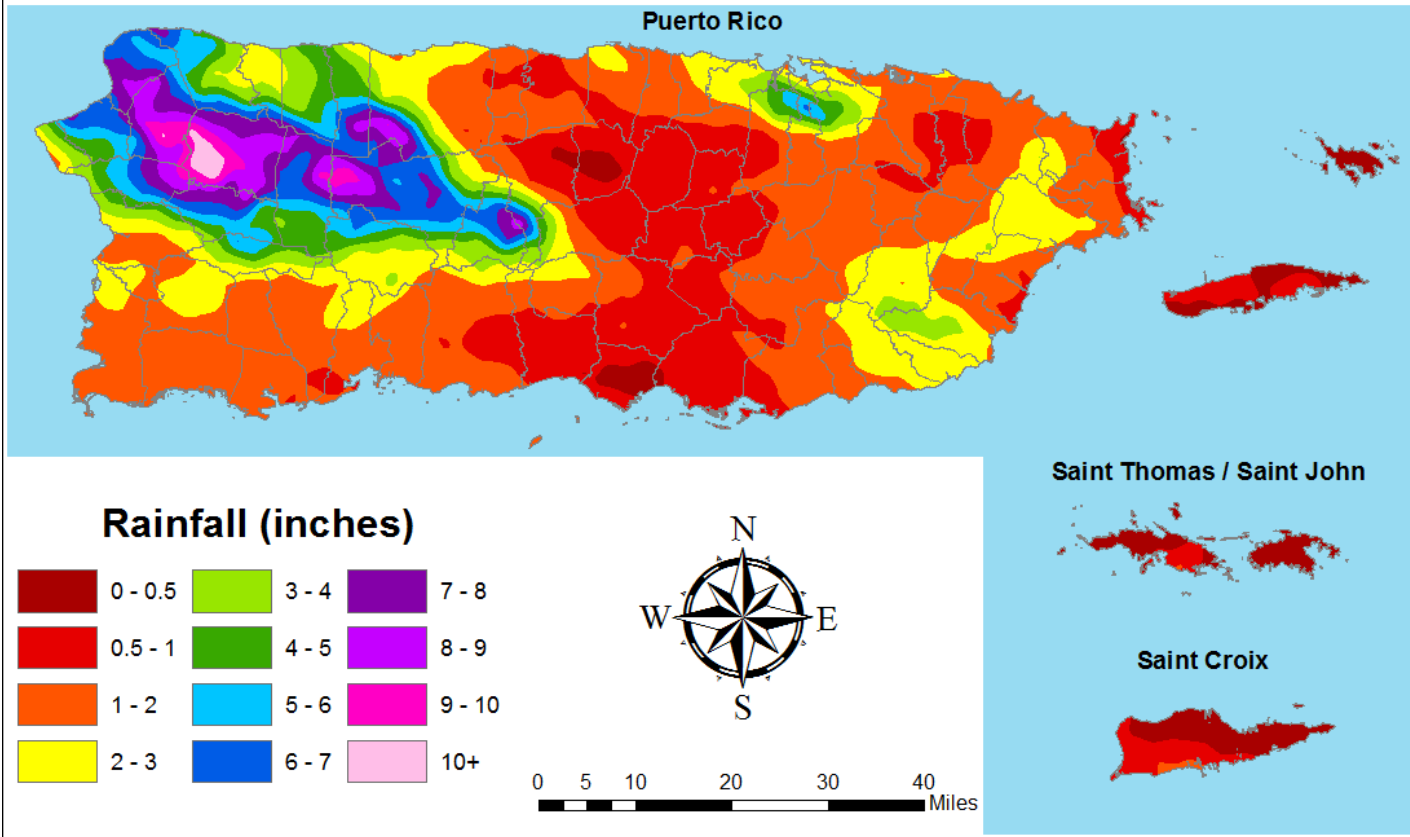 Puerto Rico
Saint Thomas / Saint John
Rainfall (inches)
0 - 0.5
3 - 4
7 - 8
0.5 - 1
4 - 5
8 - 9
1 - 2
5 - 6
9 - 10
2 - 3
6 - 7
10+
N
W
E
S
Saint Croix
0 5 10 20 30 40
Miles